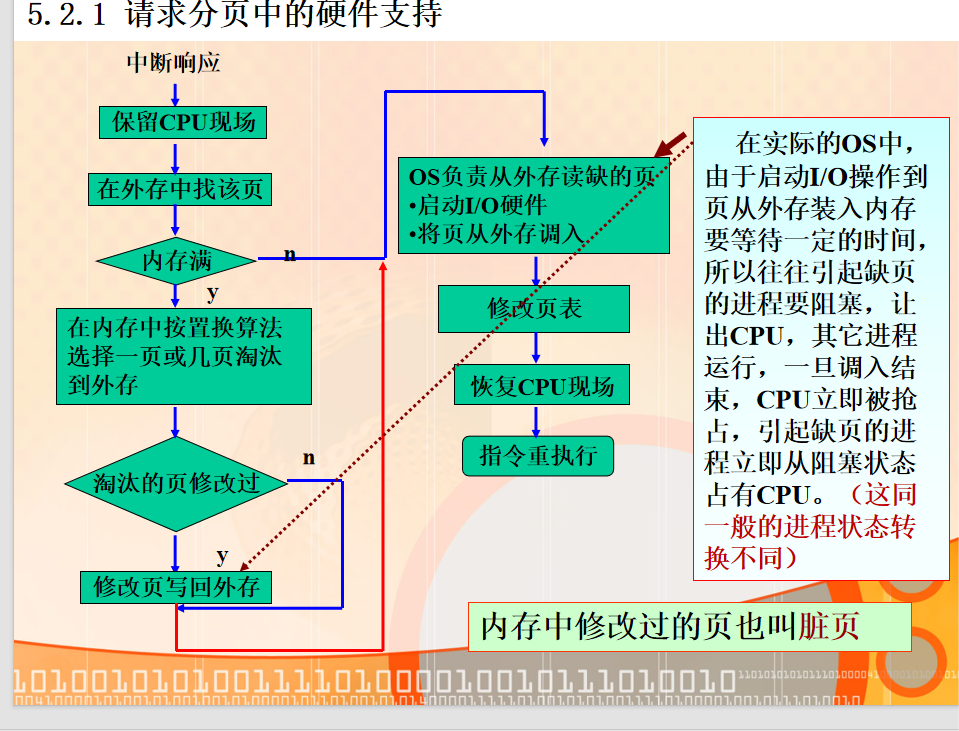 5.2.1 请求分页中的硬件支持
中断响应
保留CPU现场
在外存中找该页
内存满
n
y
在内存中按置换算法
选择一页或几页淘汰
到外存
淘汰的页修改过
n
y
修改页写回外存
OS负责从外存读缺的页
•启动I/O硬件
•将页从外存调入
修改页表
恢复CPU现场
指令重执行
在实际的OS中，
由于启动I/O操作到
页从外存装入内存
要等待一定的时间，
所以往往引起缺页
的进程要阻塞，让
出CPU，其它进程
运行，一旦调入结
束，CPU立即被抢
占，引起缺页的进
程立即从阻塞状态
占有CPU。（这同
一般的进程状态转
换不同）
内存中修改过的页也叫脏页